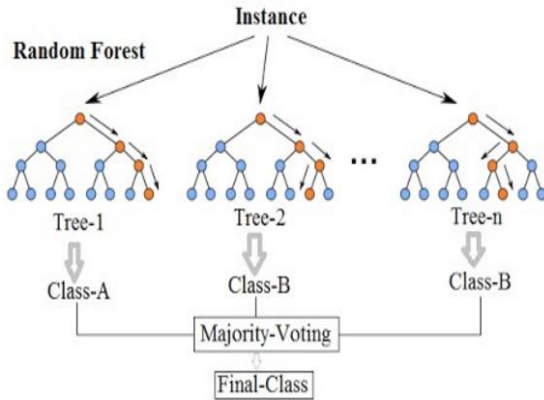 Instance
Random Forest
...
Tree-1 Tree-2 Tree-n
Class-A Class-B Class-B
Majority-Voting
Final-Class